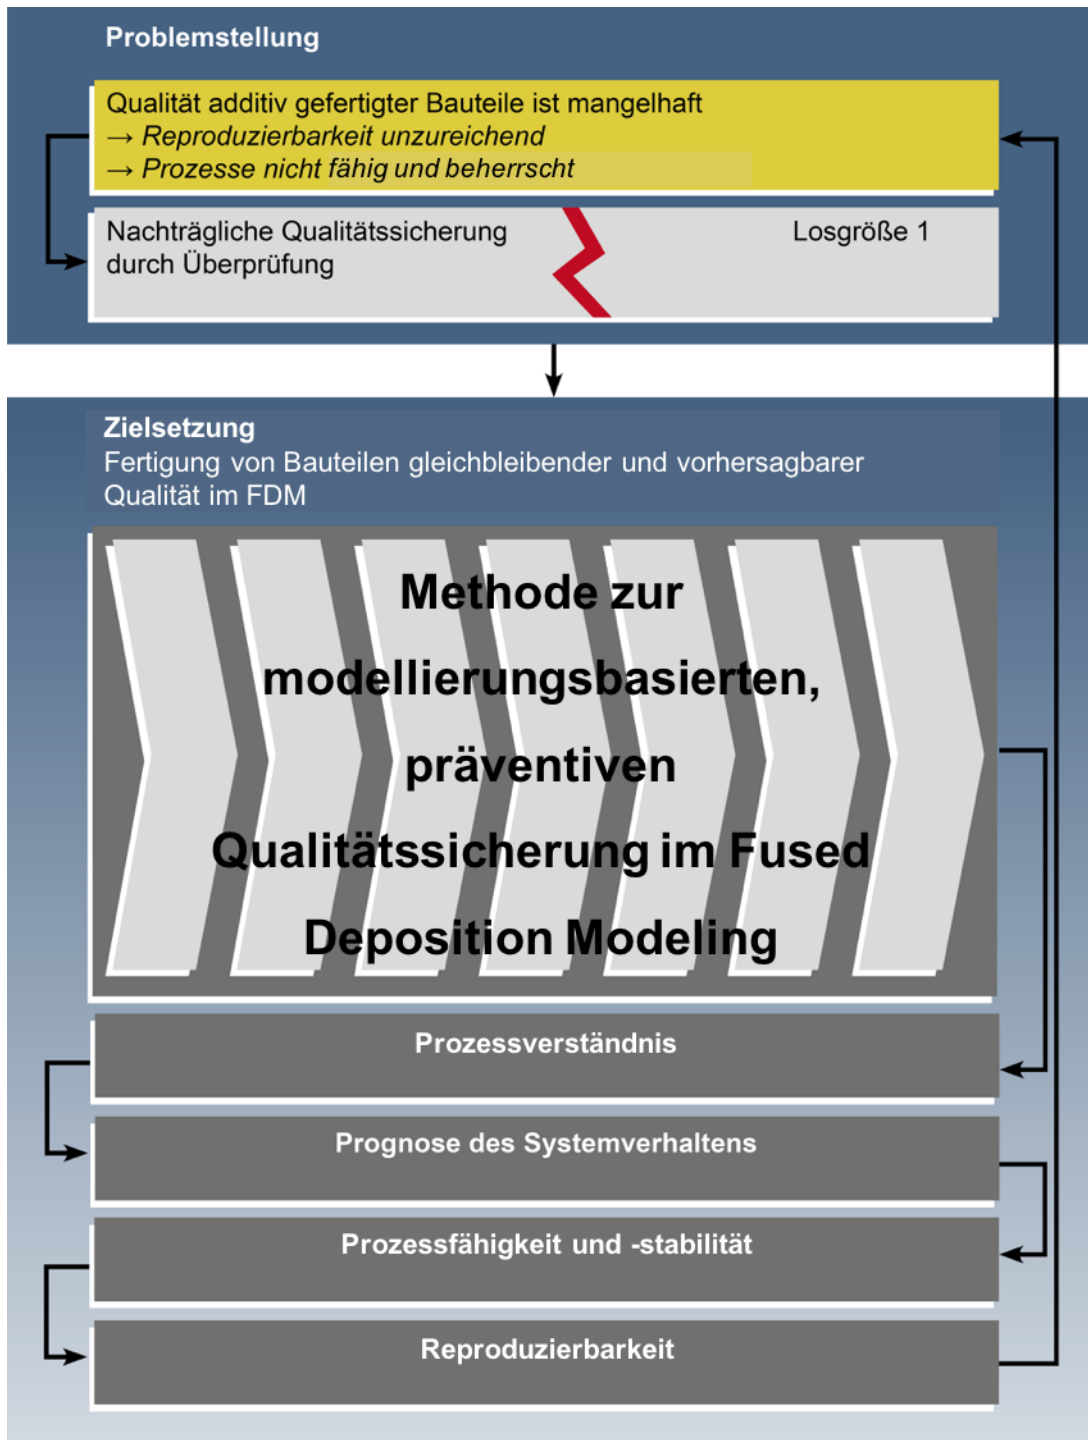 Problemstellung
Qualität additiv gefertigter Bauteile ist mangelhaft
→ Reproduzierbarkeit unzureichend
→ Prozesse nicht fähig und beherrscht
Nachträgliche Qualitätssicherung
durch Überprüfung
Losgröße 1
Zielsetzung
Fertigung von Bauteilen gleichbleibender und vorhersagbarer
Qualität im FDM
Methode zur
modellierungsbasierten,
präventiven
Qualitätssicherung im Fused
Deposition Modeling
Prozessverständnis
Prognose des Systemverhaltens
Prozessfähigkeit und -stabilität
Reproduzierbarkeit